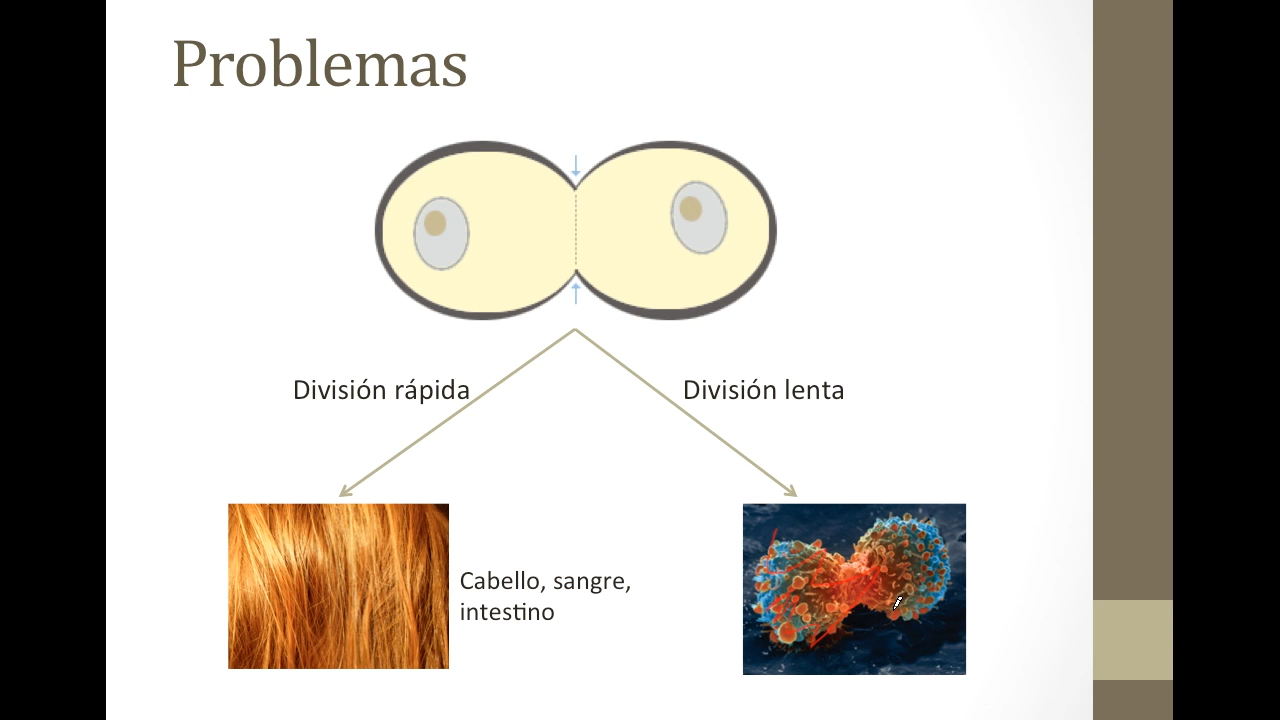 Problemas
División rápida
División lenta
Cabello, sangre,
intestino